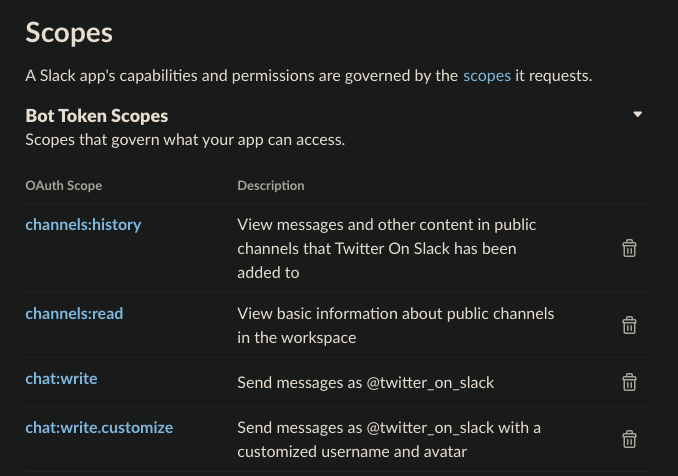 Scopes
A Slack app's capabilities and permissions are governed by the scopes it requests.
Bot Token Scopes
Scopes that govern what your app can access.
OAuth Scope Description
channels:history View messages and other content in public
channels that Twitter On Slack has been
added to
channels:read View basic information about public channels
in the workspace
chat:write Send messages as @twitter_on_slack
chat:write.customize Send messages as @twitter_on_slack with a
customized username and avatar